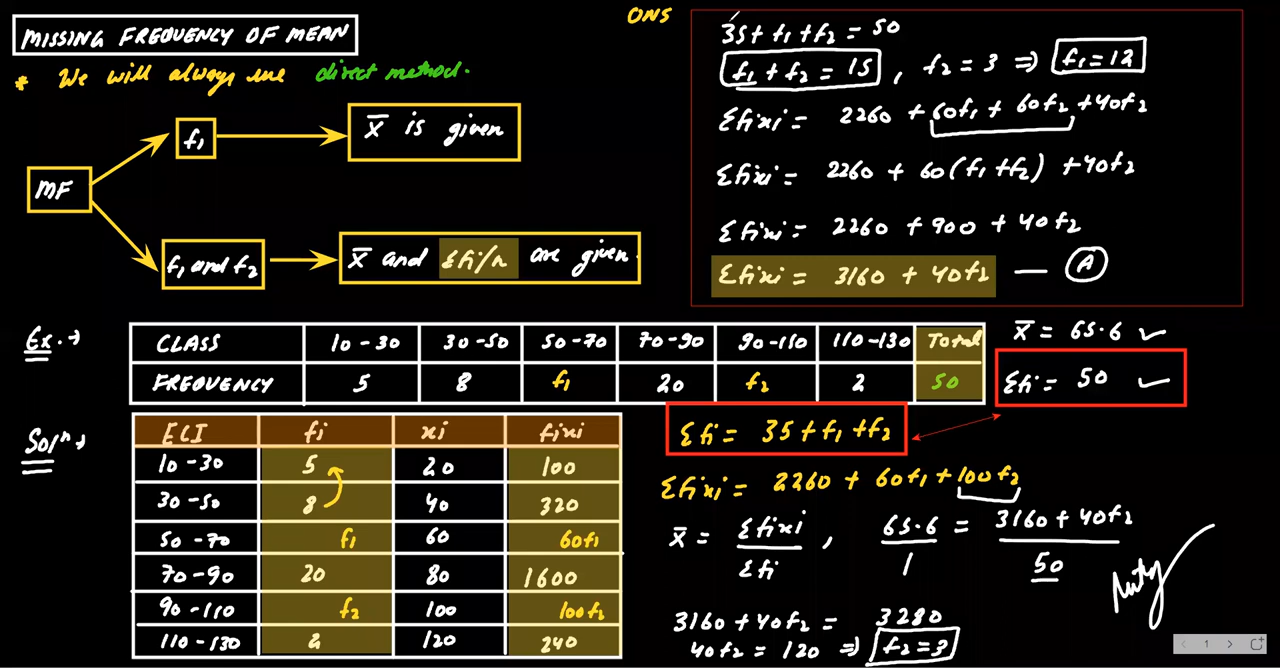 MISSING FREQUENCY OF MEAN
* We will always use direct method.
MF
f1
x̄ is given
f1 and f2
x̄ and Σfi/n are given.
ONS
35 + f1 + f2 = 50
f1 + f2 = 15 , f2 = 3 ⇒ f1 = 12
Σfixi = 2260 + 60f1 + 60f2 + 40f2
Σfixi = 2260 + 60(f1+f2) + 40f2
Σfixi = 2260 + 900 + 40f2
Σfixi = 3160 + 40f2 — A
Ex. →
CLASS 10-30 30-50 50-70 70-90 90-110 110-130 Total
FREQUENCY 5 8 f1 20 f2 2 50
x̄ = 65.6 ✓
Σfi = 50 ✓
Solⁿ →
ECI fi xi fixi
10-30 5 20 100
30-50 8 40 320
50-70 f1 60 60f1
70-90 20 80 1600
90-110 f2 100 100f2
110-130 2 120 240
Σfi = 35 + f1 + f2
Σfixi = 2260 + 60f1 + 100f2
x̄ = Σfixi / Σfi , 65.6 / 1 = 3160 + 40f2 / 50
3160 + 40f2 = 3280
40f2 = 120 ⇒ f2 = 3
1